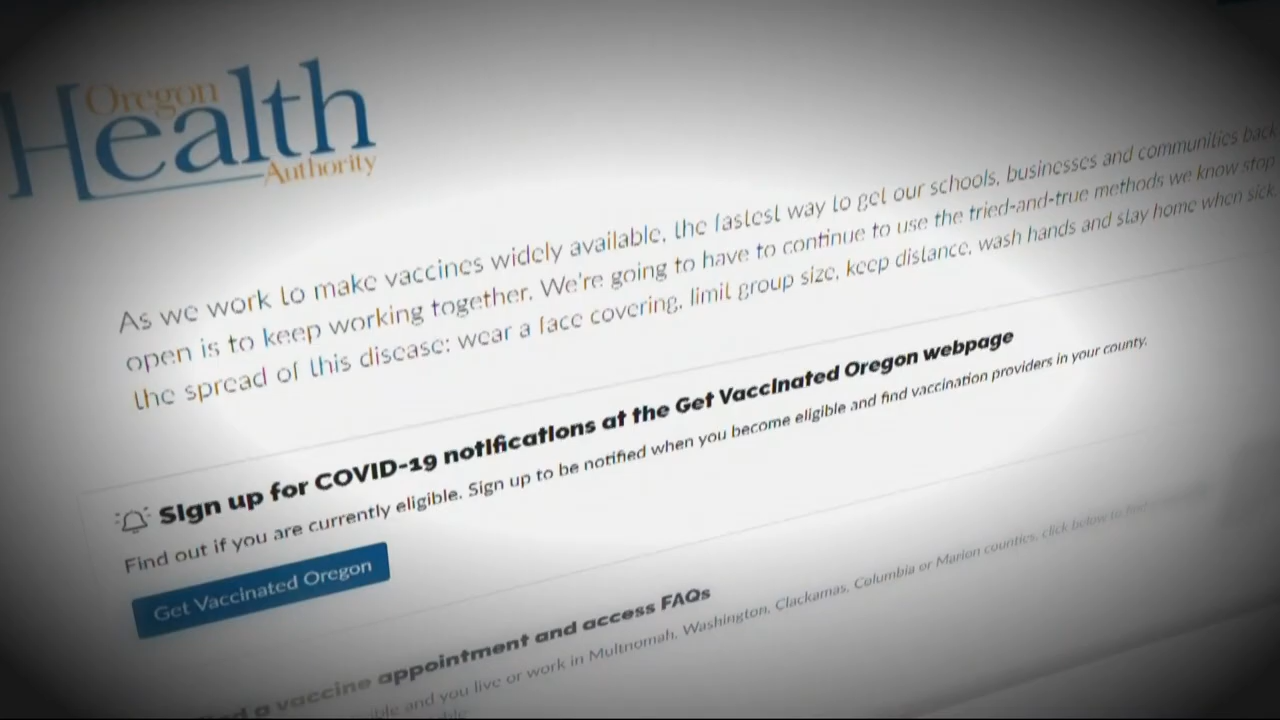 Oregon
Health
Authority
As we work to make vaccines widely available, the fastest way to get our schools, businesses and communities back
open is to keep working together. We're going to have to continue to use the tried-and-true methods we know stop
the spread of this disease: wear a face covering, limit group size, keep distance, wash hands and stay home when sick.
Sign up for COVID-19 notifications at the Get Vaccinated Oregon webpage
Find out if you are currently eligible. Sign up to be notified when you become eligible and find vaccination providers in your county.
Get Vaccinated Oregon
a vaccine appointment and access FAQs
and you live or work in Multnomah, Washington, Clackamas, Columbia or Marion counties, click below to find